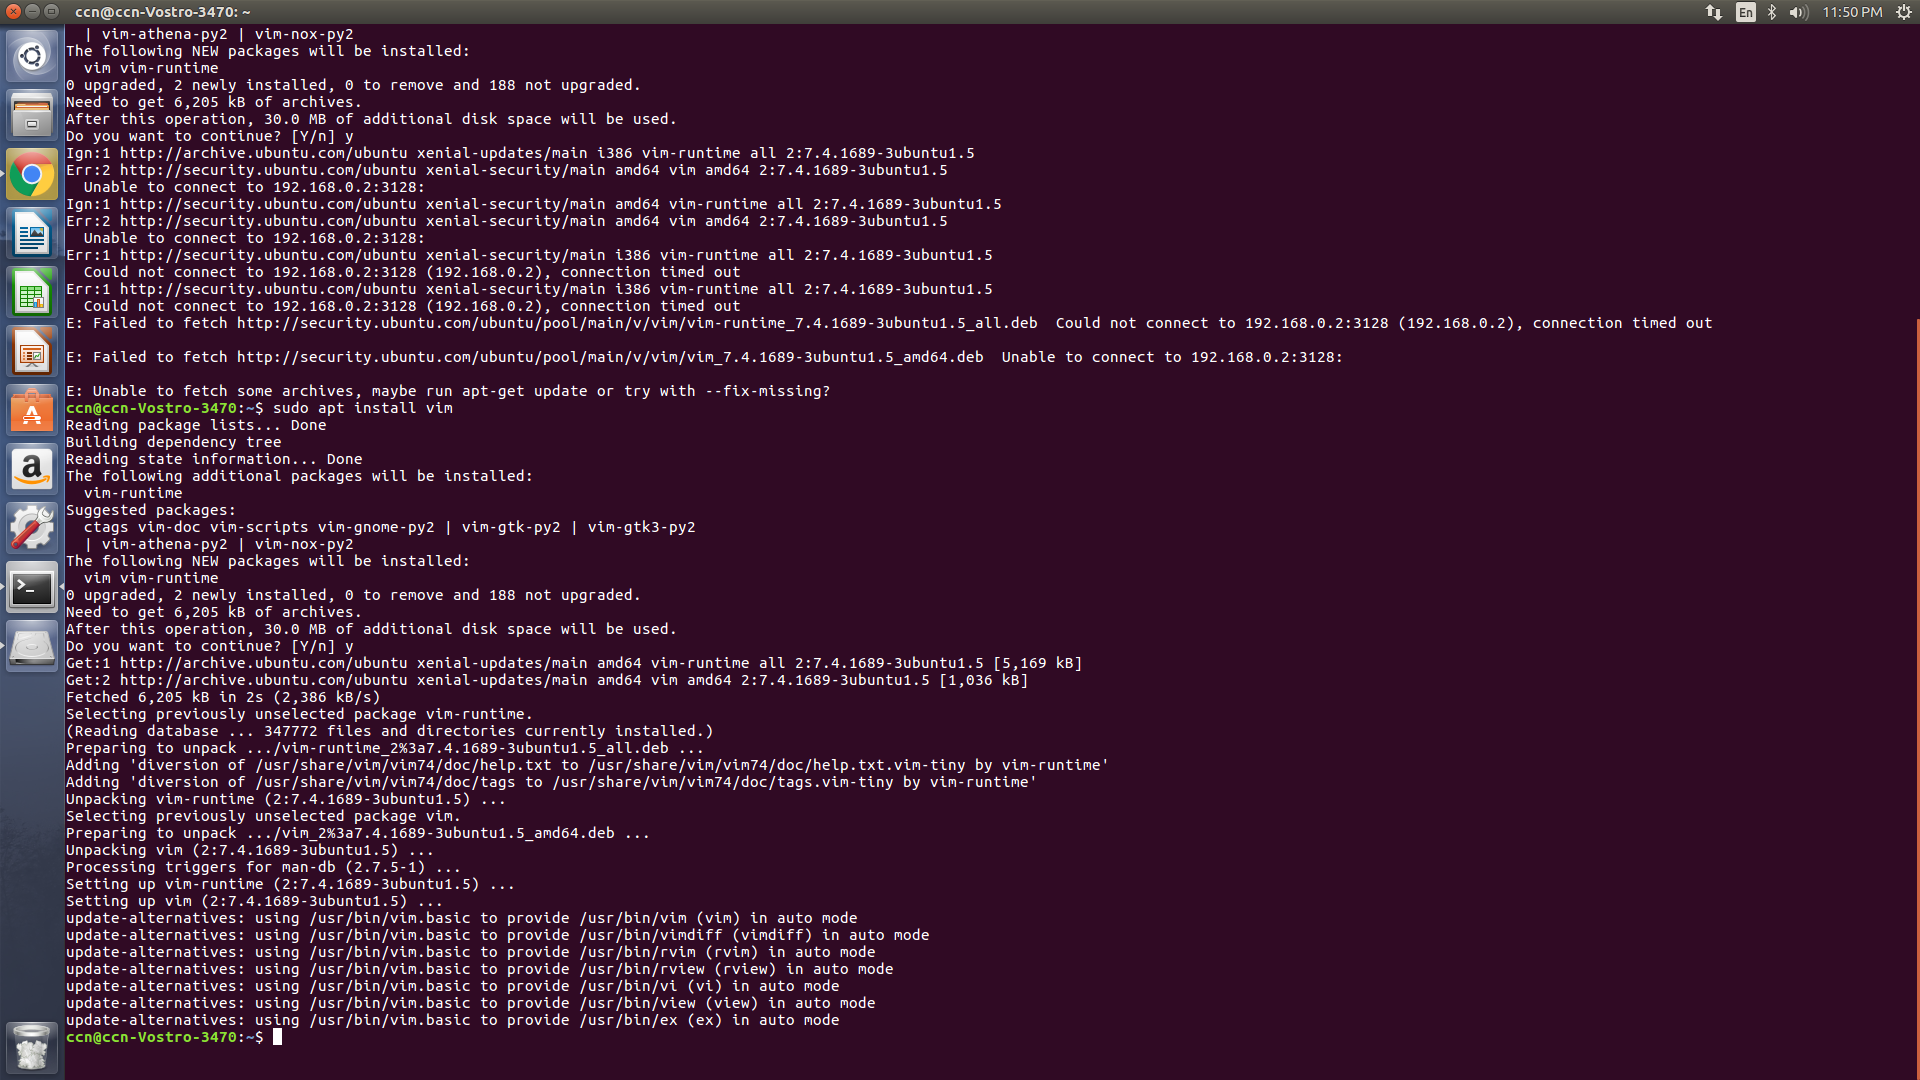 ccn@ccn-Vostro-3470: ~
En
11:50 PM
| vim-athena-py2 | vim-nox-py2
The following NEW packages will be installed:
vim vim-runtime
0 upgraded, 2 newly installed, 0 to remove and 188 not upgraded.
Need to get 6,205 kB of archives.
After this operation, 30.0 MB of additional disk space will be used.
Do you want to continue? [Y/n] y
Ign:1 http://archive.ubuntu.com/ubuntu xenial-updates/main i386 vim-runtime all 2:7.4.1689-3ubuntu1.5
Err:2 http://security.ubuntu.com/ubuntu xenial-security/main amd64 vim amd64 2:7.4.1689-3ubuntu1.5
Unable to connect to 192.168.0.2:3128:
Ign:1 http://security.ubuntu.com/ubuntu xenial-security/main amd64 vim-runtime all 2:7.4.1689-3ubuntu1.5
Err:2 http://security.ubuntu.com/ubuntu xenial-security/main amd64 vim amd64 2:7.4.1689-3ubuntu1.5
Unable to connect to 192.168.0.2:3128:
Err:1 http://security.ubuntu.com/ubuntu xenial-security/main i386 vim-runtime all 2:7.4.1689-3ubuntu1.5
Could not connect to 192.168.0.2:3128 (192.168.0.2), connection timed out
Err:1 http://security.ubuntu.com/ubuntu xenial-security/main i386 vim-runtime all 2:7.4.1689-3ubuntu1.5
Could not connect to 192.168.0.2:3128 (192.168.0.2), connection timed out
E: Failed to fetch http://security.ubuntu.com/ubuntu/pool/main/v/vim/vim-runtime_7.4.1689-3ubuntu1.5_all.deb  Could not connect to 192.168.0.2:3128 (192.168.0.2), connection timed out
E: Failed to fetch http://security.ubuntu.com/ubuntu/pool/main/v/vim/vim_7.4.1689-3ubuntu1.5_amd64.deb  Unable to connect to 192.168.0.2:3128:
E: Unable to fetch some archives, maybe run apt-get update or try with --fix-missing?
ccn@ccn-Vostro-3470:~$ sudo apt install vim
Reading package lists... Done
Building dependency tree
Reading state information... Done
The following additional packages will be installed:
vim-runtime
Suggested packages:
ctags vim-doc vim-scripts vim-gnome-py2 | vim-gtk-py2 | vim-gtk3-py2
| vim-athena-py2 | vim-nox-py2
The following NEW packages will be installed:
vim vim-runtime
0 upgraded, 2 newly installed, 0 to remove and 188 not upgraded.
Need to get 6,205 kB of archives.
After this operation, 30.0 MB of additional disk space will be used.
Do you want to continue? [Y/n] y
Get:1 http://archive.ubuntu.com/ubuntu xenial-updates/main amd64 vim-runtime all 2:7.4.1689-3ubuntu1.5 [5,169 kB]
Get:2 http://archive.ubuntu.com/ubuntu xenial-updates/main amd64 vim amd64 2:7.4.1689-3ubuntu1.5 [1,036 kB]
Fetched 6,205 kB in 2s (2,386 kB/s)
Selecting previously unselected package vim-runtime.
(Reading database ... 347772 files and directories currently installed.)
Preparing to unpack .../vim-runtime_2%3a7.4.1689-3ubuntu1.5_all.deb ...
Adding 'diversion of /usr/share/vim/vim74/doc/help.txt to /usr/share/vim/vim74/doc/help.txt.vim-tiny by vim-runtime'
Adding 'diversion of /usr/share/vim/vim74/doc/tags to /usr/share/vim/vim74/doc/tags.vim-tiny by vim-runtime'
Unpacking vim-runtime (2:7.4.1689-3ubuntu1.5) ...
Selecting previously unselected package vim.
Preparing to unpack .../vim_2%3a7.4.1689-3ubuntu1.5_amd64.deb ...
Unpacking vim (2:7.4.1689-3ubuntu1.5) ...
Processing triggers for man-db (2.7.5-1) ...
Setting up vim-runtime (2:7.4.1689-3ubuntu1.5) ...
Setting up vim (2:7.4.1689-3ubuntu1.5) ...
update-alternatives: using /usr/bin/vim.basic to provide /usr/bin/vim (vim) in auto mode
update-alternatives: using /usr/bin/vim.basic to provide /usr/bin/vimdiff (vimdiff) in auto mode
update-alternatives: using /usr/bin/vim.basic to provide /usr/bin/rvim (rvim) in auto mode
update-alternatives: using /usr/bin/vim.basic to provide /usr/bin/rview (rview) in auto mode
update-alternatives: using /usr/bin/vim.basic to provide /usr/bin/vi (vi) in auto mode
update-alternatives: using /usr/bin/vim.basic to provide /usr/bin/view (view) in auto mode
update-alternatives: using /usr/bin/vim.basic to provide /usr/bin/ex (ex) in auto mode
ccn@ccn-Vostro-3470:~$